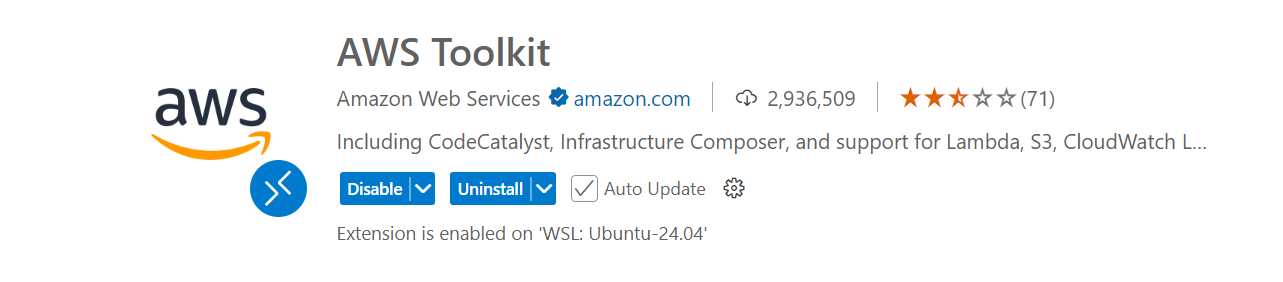 AWS Toolkit
aws
Amazon Web Services amazon.com 2,936,509 (71)
Including CodeCatalyst, Infrastructure Composer, and support for Lambda, S3, CloudWatch L...
Disable Uninstall Auto Update
Extension is enabled on 'WSL: Ubuntu-24.04'